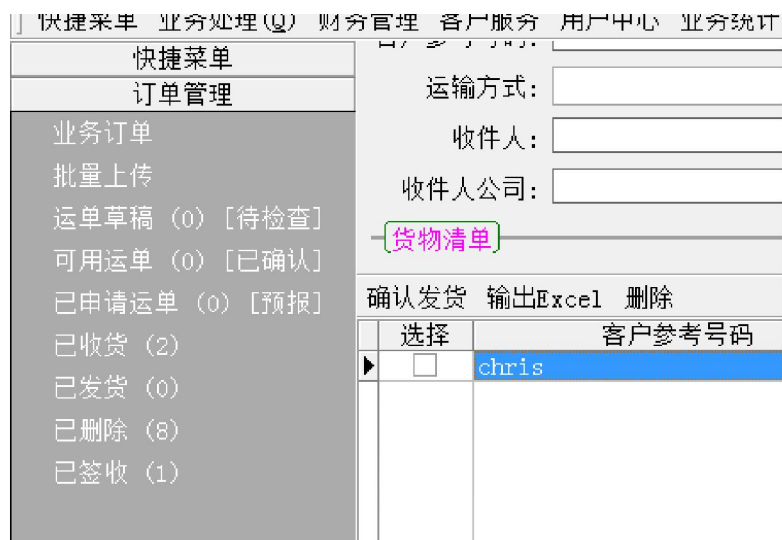 快捷菜单 业务处理(Q) 财务管理 客户服务 用户中心 业务统计
快捷菜单
订单管理
业务订单
批量上传
运单草稿 (0) [待检查]
可用运单 (0) [已确认]
已申请运单 (0) [预报]
已收货 (2)
已发货 (0)
已删除 (8)
已签收 (1)
运输方式:
收件人:
收件人公司:
货物清单
确认发货 输出Excel 删除
选择 客户参考号码
chris